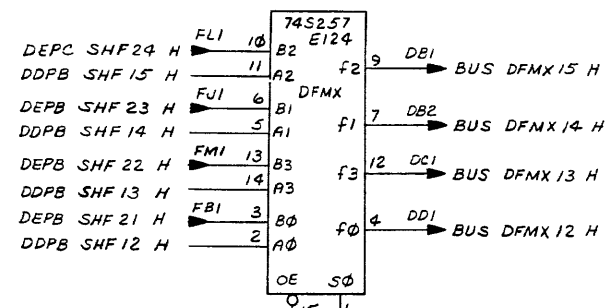 74S257
E124
DEPC SHF24 H FL1 10 B2
DDPB SHF 15 H 11 A2 f2 9 DB1 BUS DFMX 15 H
DFMX
DEPB SHF 23 H FJ1 6 B1
DDPB SHF 14 H 5 A1 f1 7 DB2 BUS DFMX 14 H
DEPB SHF 22 H FM1 13 B3
DDPB SHF 13 H 14 A3 f3 12 DC1 BUS DFMX 13 H
DEPB SHF 21 H FB1 3 BØ
DDPB SHF 12 H 2 AØ fØ 4 DD1 BUS DFMX 12 H
OE SØ
15 1